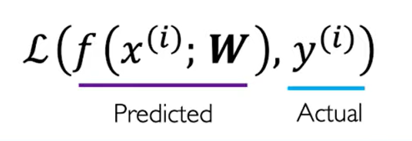 ℒ(f(x⁽ⁱ⁾; W), y⁽ⁱ⁾)
Predicted Actual